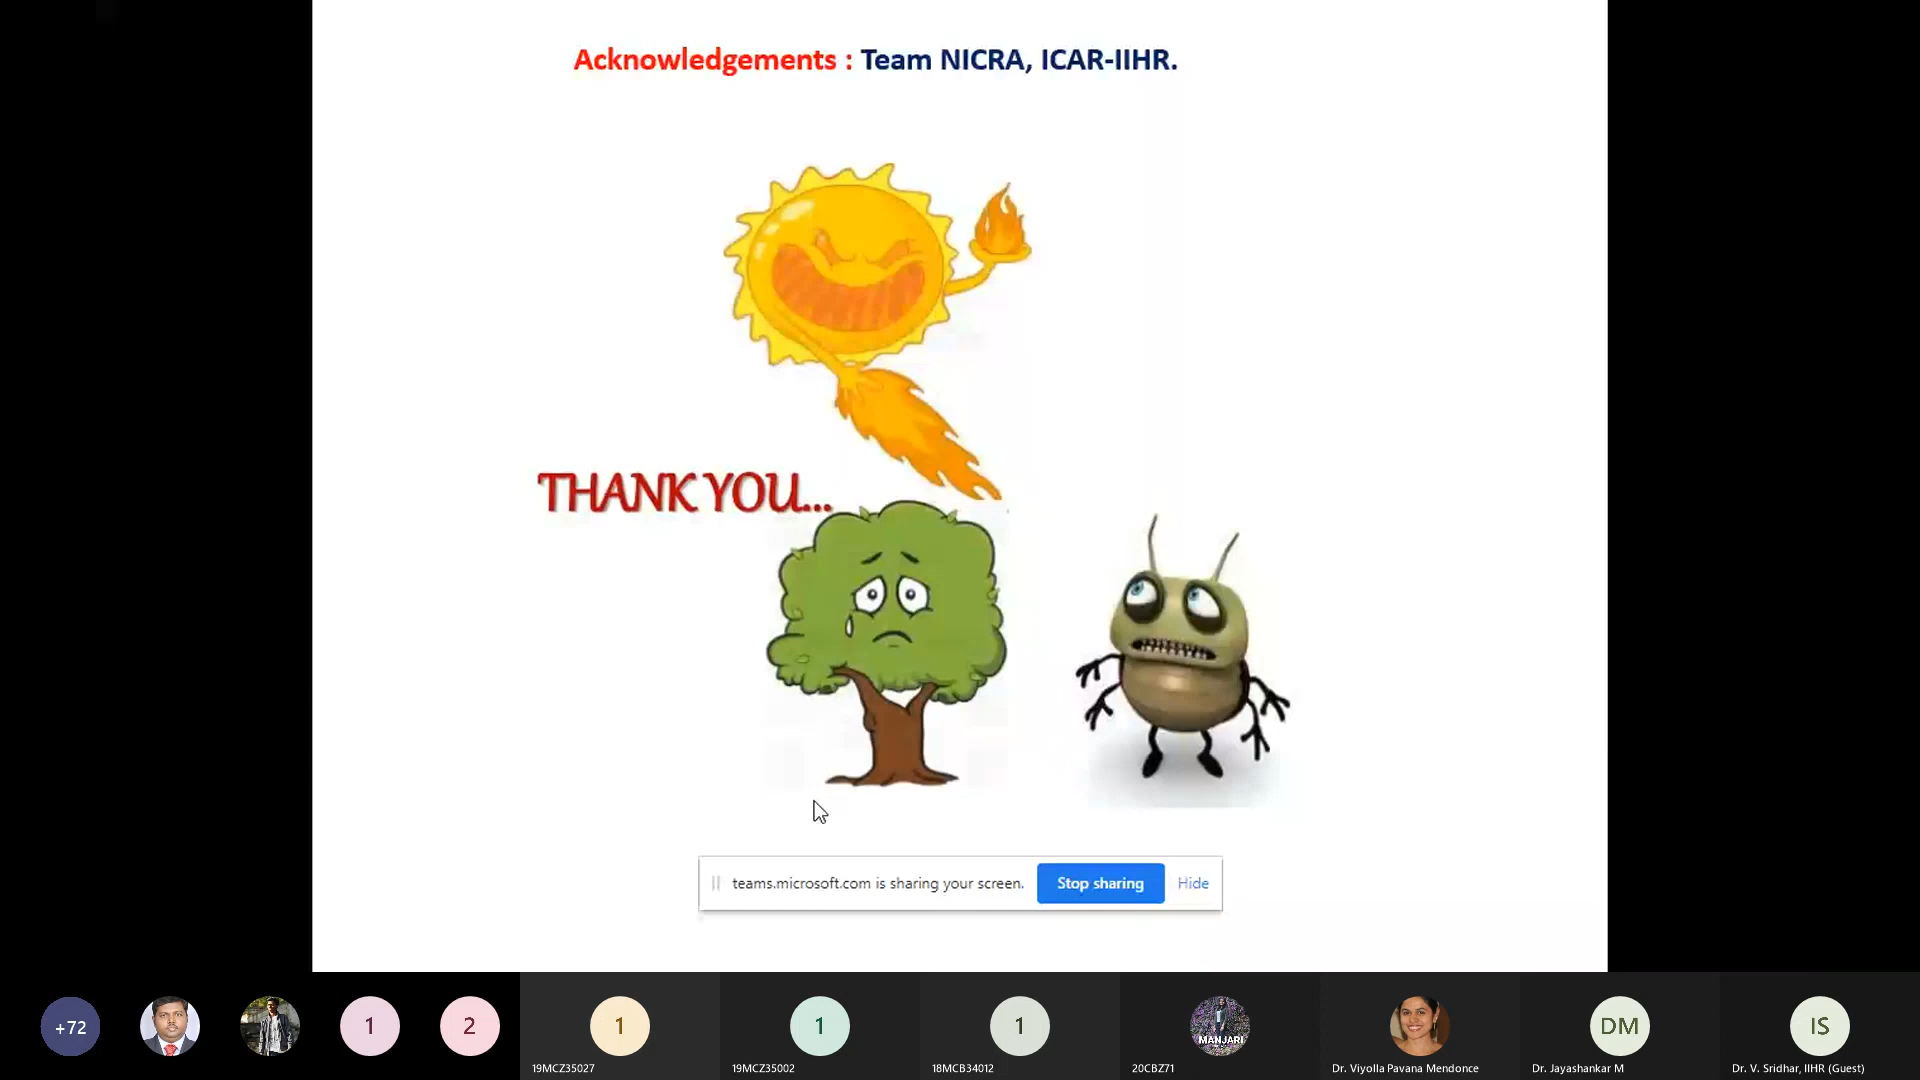 Acknowledgements : Team NICRA, ICAR-IIHR.
THANK YOU...
teams.microsoft.com is sharing your screen. Stop sharing Hide
+72 1 2 1 1 1 MANJARI DM IS
19MCZ35027 19MCZ35002 18MCB34012 20CBZ71 Dr. Viyolla Pavana Mendonce Dr. Jayashankar M Dr. V. Sridhar, IIHR (Guest)